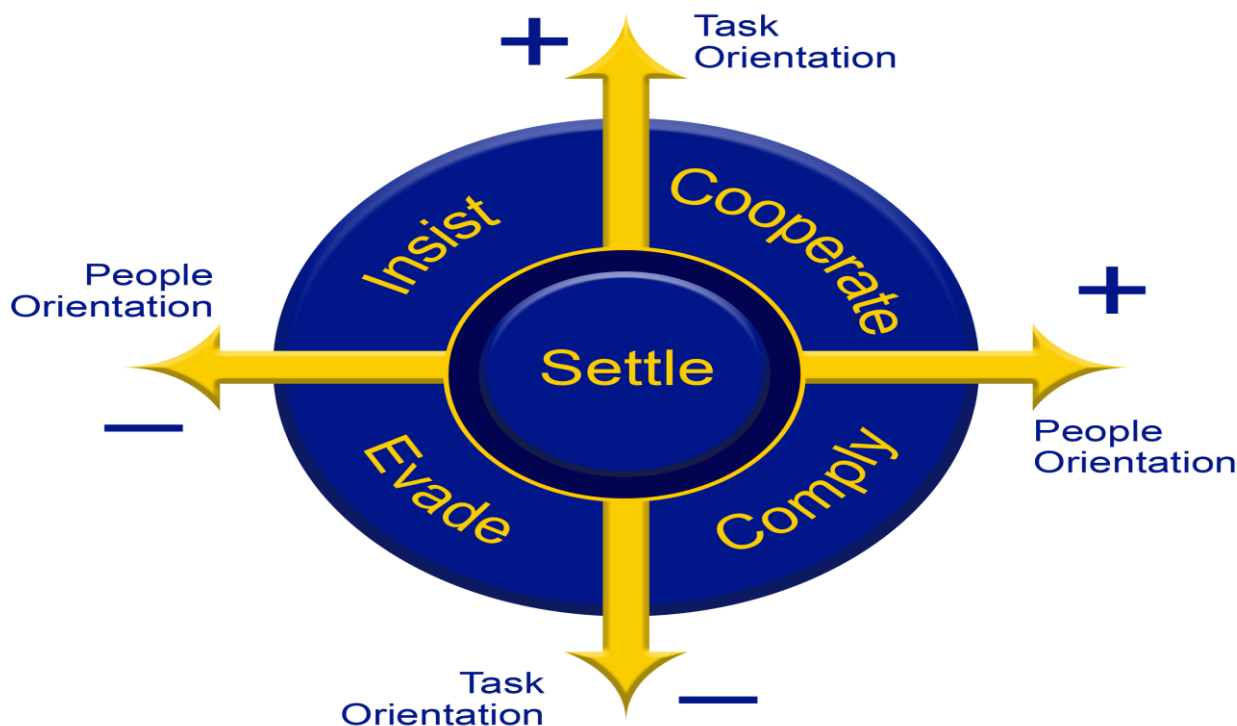 +
Task
Orientation
Insist
Cooperate
People
Orientation
+
Settle
—
People
Orientation
Evade
Comply
Task
Orientation
—